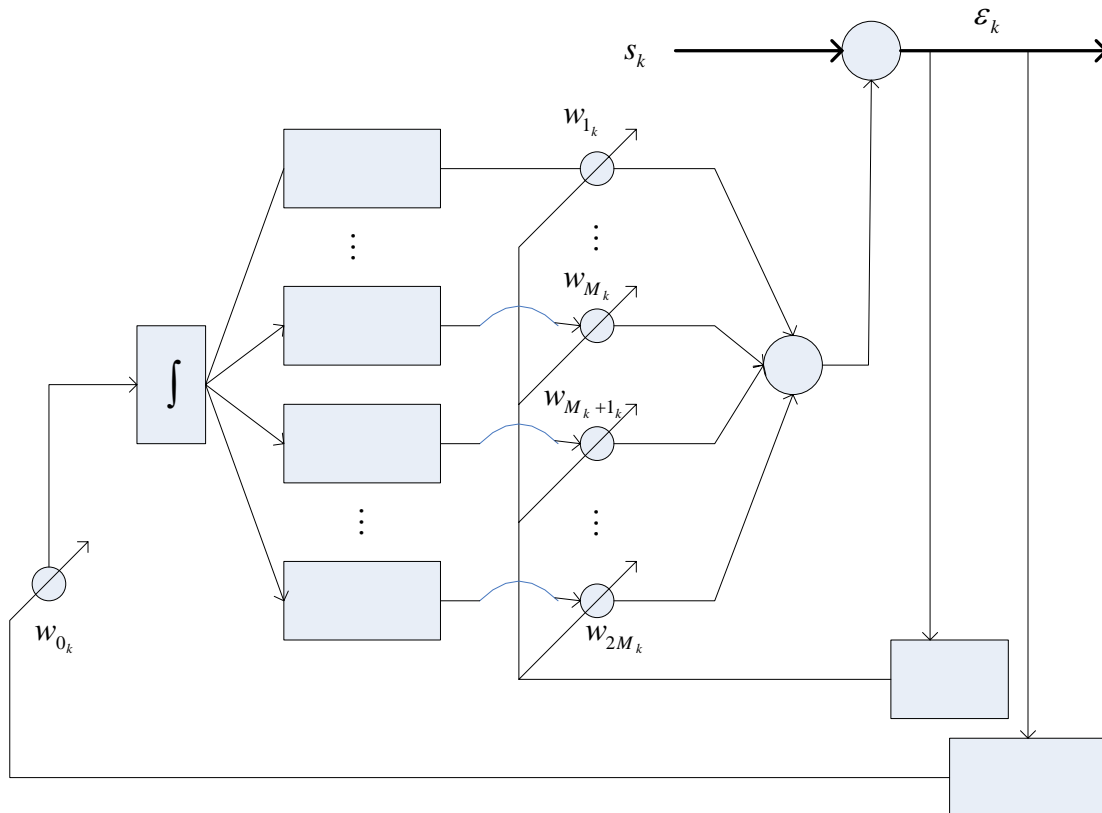 ε_k
s_k
w_{1_k}
⋮
⋮
w_{M_k}
∫
w_{M_k+1_k}
⋮
⋮
w_{0_k}
w_{2M_k}